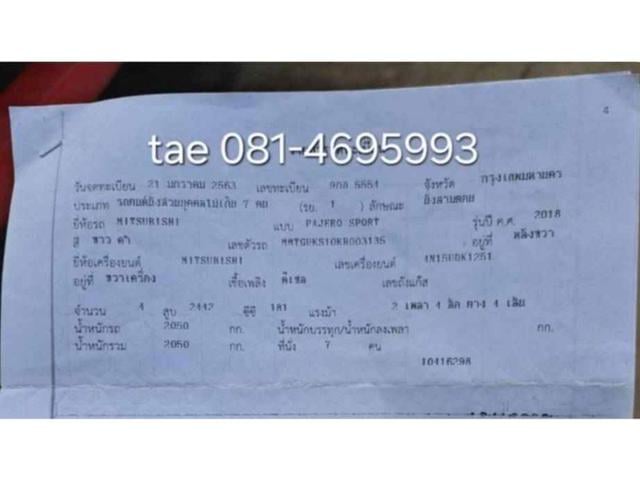 4
tae 081-4695993
วันจดทะเบียน 21 มกราคม 2563 เลขทะเบียน 5554 จังหวัด กรุงเทพมหานคร
ประเภท รถยนต์นั่งส่วนบุคคลไม่เกิน 7 คน (รย. 1 ) ลักษณะ นั่งสามตอน
ยี่ห้อรถ MITSUBISHI แบบ PAJERO SPORT รุ่นปี ค.ศ. 2018
สี ขาว ดำ เลขตัวรถ อยู่ที่
ยี่ห้อเครื่องยนต์ MITSUBISHI เลขเครื่องยนต์ 4N15UDK1251
อยู่ที่ ขวาเครื่อง เชื้อเพลิง ดีเซล เลขถังแก๊ส
จำนวน 4 สูบ 2442 ซีซี 181 แรงม้า 2 เพลา 4 ล้อ ยาง 4 เส้น
น้ำหนักรถ 2050 กก. น้ำหนักบรรทุก/น้ำหนักลงเพลา กก.
น้ำหนักรวม 2050 กก. ที่นั่ง 7 คน
10416298